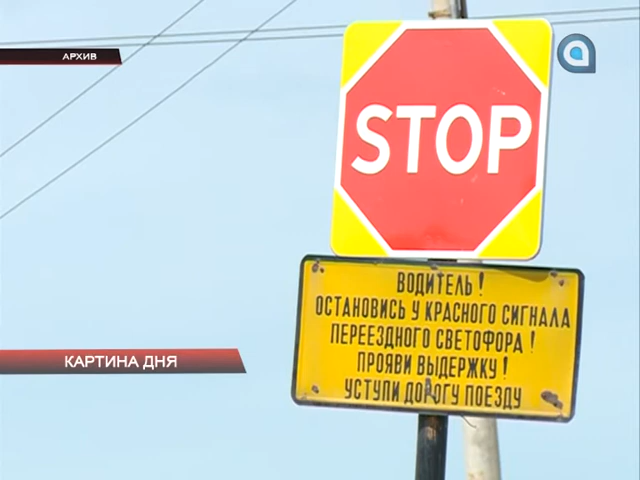 АРХИВ
STOP
ВОДИТЕЛЬ!
ОСТАНОВИСЬ У КРАСНОГО СИГНАЛА
ПЕРЕЕЗДНОГО СВЕТОФОРА!
ПРОЯВИ ВЫДЕРЖКУ!
УСТУПИ ДОРОГУ ПОЕЗДУ
КАРТИНА ДНЯ